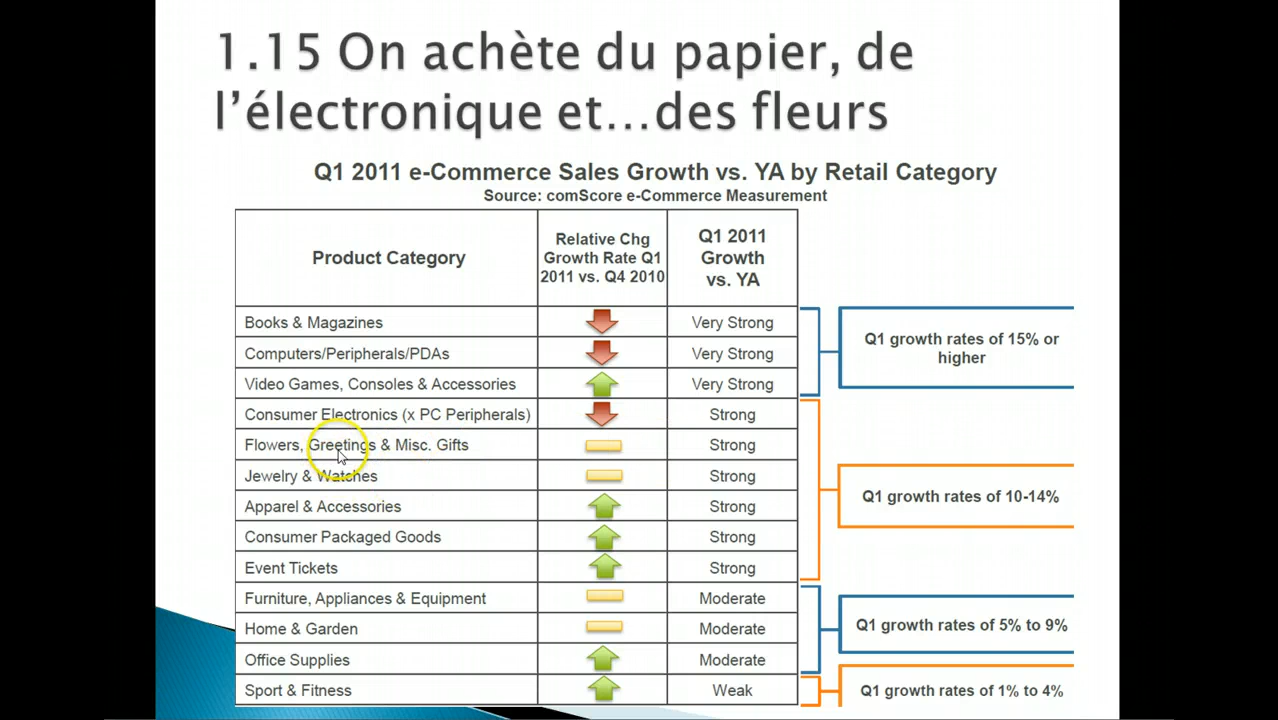 1.15 On achète du papier, de
l'électronique et...des fleurs
Q1 2011 e-Commerce Sales Growth vs. YA by Retail Category
Source: comScore e-Commerce Measurement
Product Category
Relative Chg
Growth Rate Q1
2011 vs. Q4 2010
Q1 2011
Growth
vs. YA
Books & Magazines
Very Strong
Computers/Peripherals/PDAs
Very Strong
Video Games, Consoles & Accessories
Very Strong
Q1 growth rates of 15% or
higher
Consumer Electronics (x PC Peripherals)
Strong
Flowers, Greetings & Misc. Gifts
Strong
Jewelry & Watches
Strong
Apparel & Accessories
Strong
Consumer Packaged Goods
Strong
Event Tickets
Strong
Q1 growth rates of 10-14%
Furniture, Appliances & Equipment
Moderate
Home & Garden
Moderate
Office Supplies
Moderate
Q1 growth rates of 5% to 9%
Sport & Fitness
Weak
Q1 growth rates of 1% to 4%